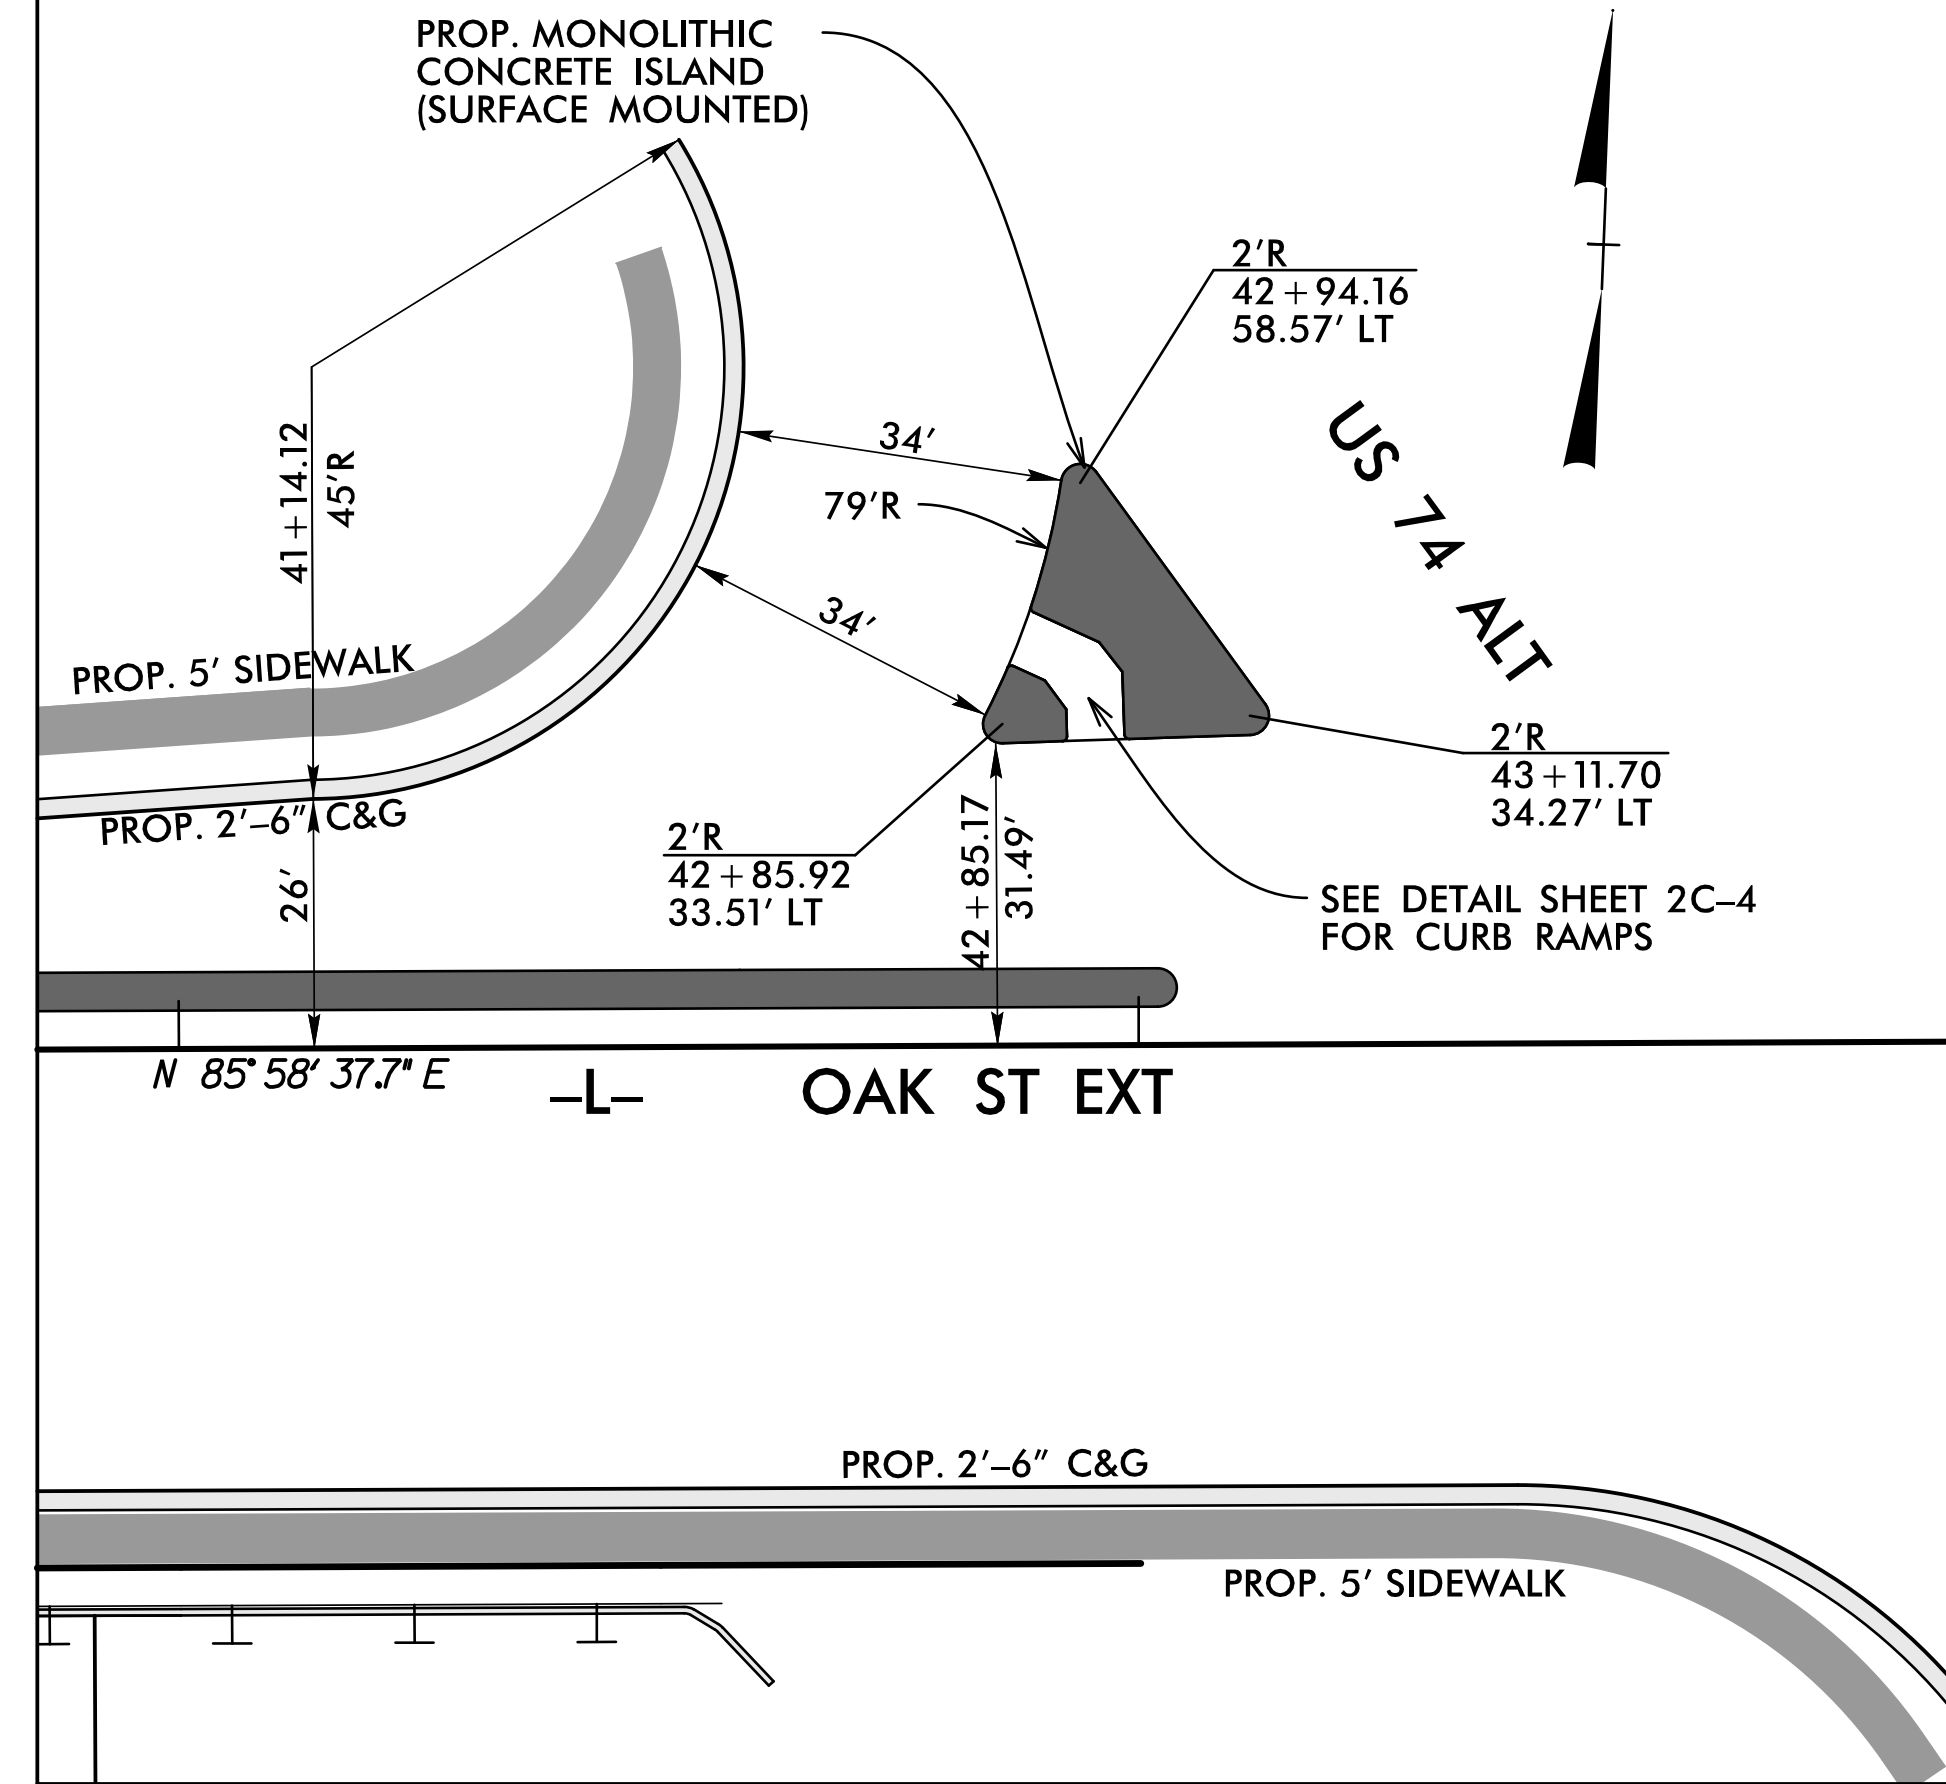 PROP. MONOLITHIC
CONCRETE ISLAND
(SURFACE MOUNTED)
2'R
42+94.16
58.57' LT
34'
79'R
US 74 ALT
41+14.12
45'R
34'
PROP. 5' SIDEWALK
2'R
43+11.70
34.27' LT
PROP. 2'–6" C&G
2'R
42+85.92
33.51' LT
26'
42+85.17
31.49'
SEE DETAIL SHEET 2C–4
FOR CURB RAMPS
N 85° 58' 37.7" E
–L– OAK ST EXT
PROP. 2'–6" C&G
PROP. 5' SIDEWALK